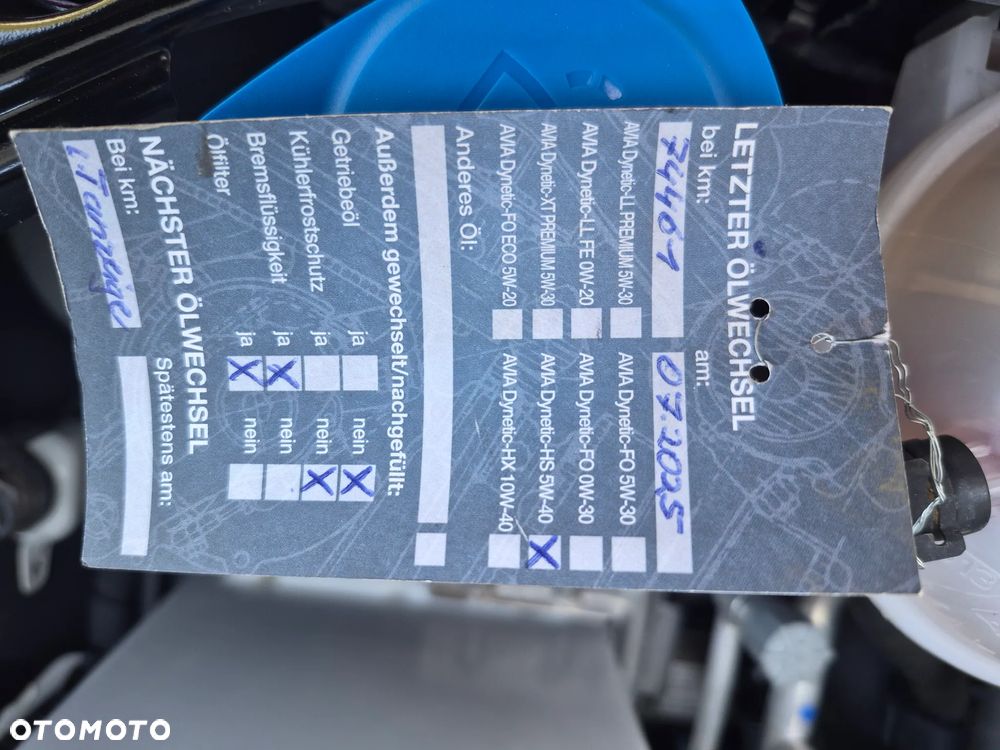 LETZTER ÖLWECHSEL
bei km: am:
74461 07.2025
AVIA Dynetic-LL PREMIUM 5W-30 AVIA Dynetic-FO 5W-30
AVIA Dynetic-LL FE 0W-20 AVIA Dynetic-FO 0W-30
AVIA Dynetic-XT PREMIUM 5W-30 AVIA Dynetic-HS 5W-40 X
AVIA Dynetic-FO ECO 5W-20 AVIA Dynetic-HX 10W-40
Anderes Öl:
Außerdem gewechselt/nachgefüllt:
Getriebeöl ja nein X
Kühlerfrostschutz ja nein X
Bremsflüssigkeit ja X nein
Ölfilter ja X nein
NÄCHSTER ÖLWECHSEL
Bei km: Spätestens am:
L.T. anzeige
OTOMOTO